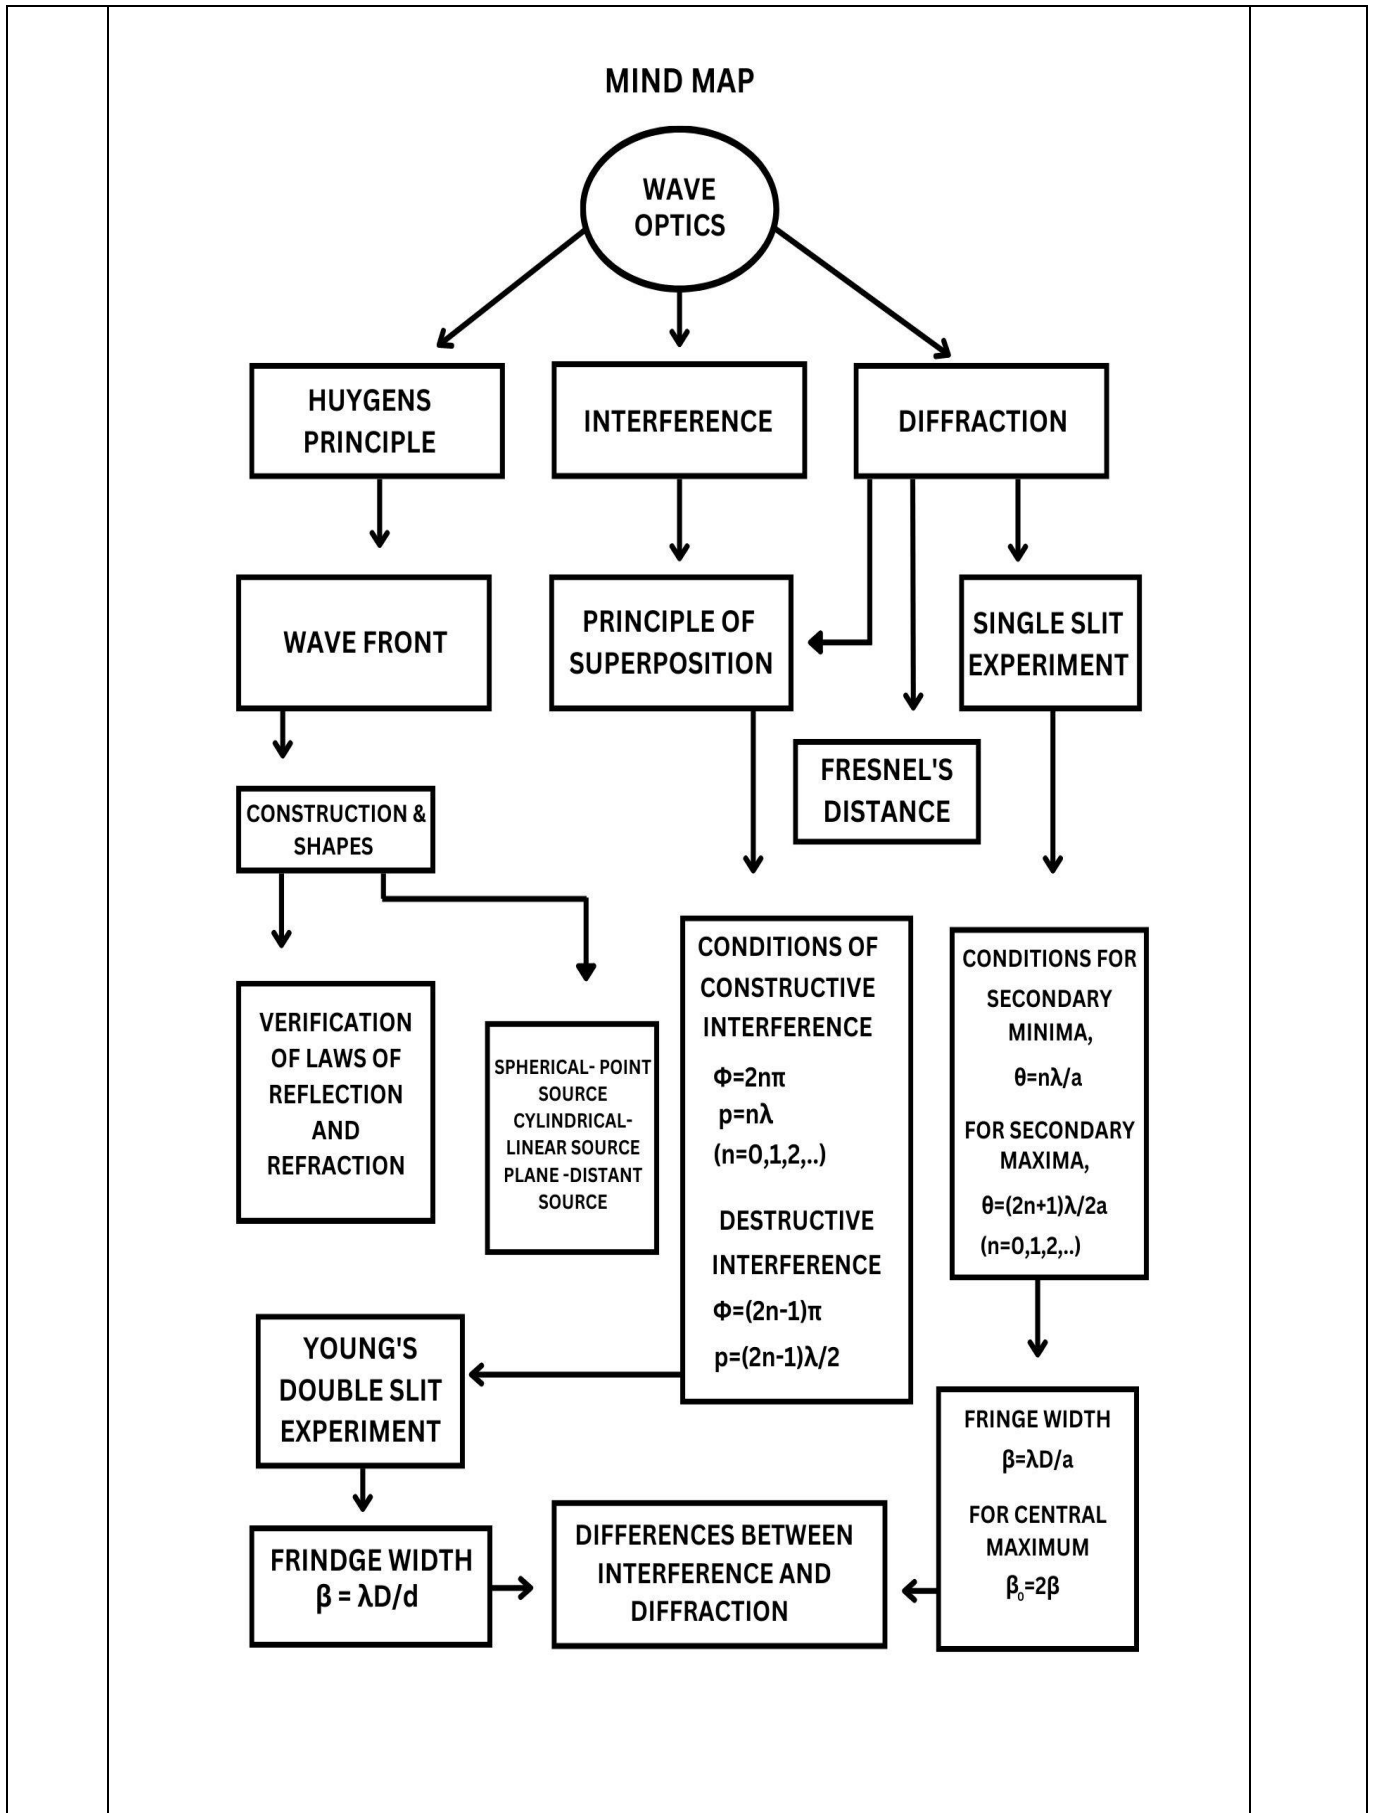 MIND MAP
WAVE
OPTICS
HUYGENS
PRINCIPLE
INTERFERENCE
DIFFRACTION
WAVE FRONT
PRINCIPLE OF
SUPERPOSITION
SINGLE SLIT
EXPERIMENT
FRESNEL'S
DISTANCE
CONSTRUCTION &
SHAPES
VERIFICATION
OF LAWS OF
REFLECTION
AND
REFRACTION
SPHERICAL- POINT
SOURCE
CYLINDRICAL-
LINEAR SOURCE
PLANE -DISTANT
SOURCE
CONDITIONS OF
CONSTRUCTIVE
INTERFERENCE
Φ=2nπ
p=nλ
(n=0,1,2,..)
DESTRUCTIVE
INTERFERENCE
Φ=(2n-1)π
p=(2n-1)λ/2
CONDITIONS FOR
SECONDARY
MINIMA,
θ=nλ/a
FOR SECONDARY
MAXIMA,
θ=(2n+1)λ/2a
(n=0,1,2,..)
YOUNG'S
DOUBLE SLIT
EXPERIMENT
FRINGE WIDTH
β=λD/a
FOR CENTRAL
MAXIMUM
β₀=2β
FRINDGE WIDTH
β = λD/d
DIFFERENCES BETWEEN
INTERFERENCE AND
DIFFRACTION